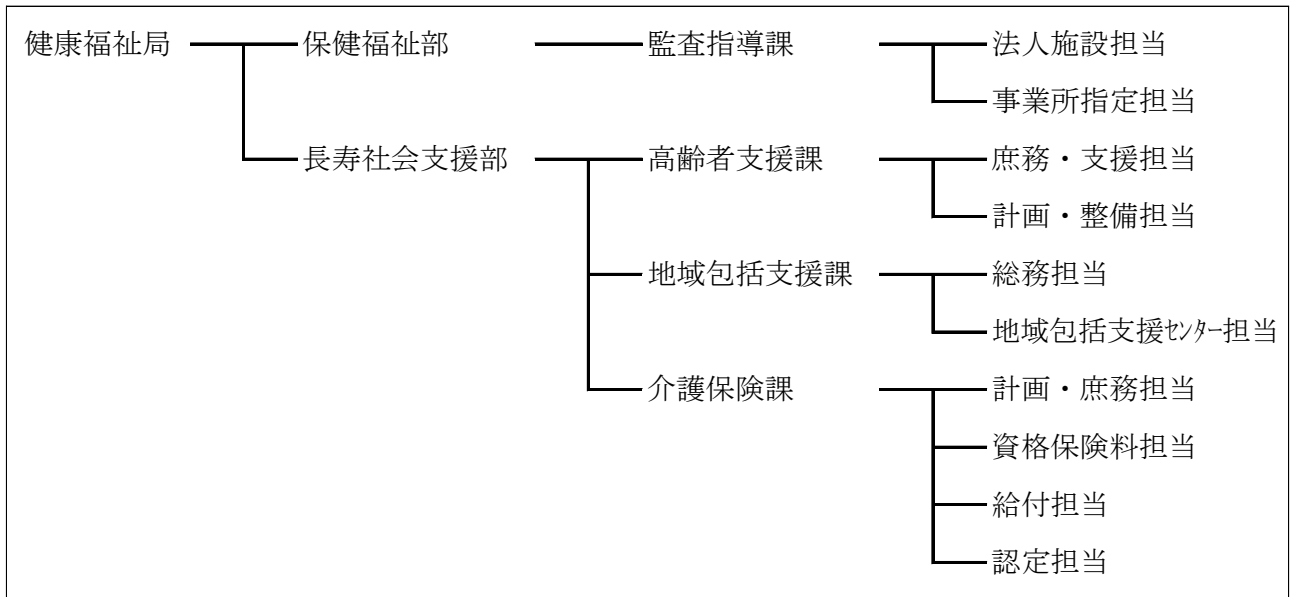 健康福祉局 保健福祉部 監査指導課 法人施設担当
事業所指定担当
長寿社会支援部 高齢者支援課 庶務・支援担当
計画・整備担当
地域包括支援課 総務担当
地域包括支援ｾﾝﾀｰ担当
介護保険課 計画・庶務担当
資格保険料担当
給付担当
認定担当